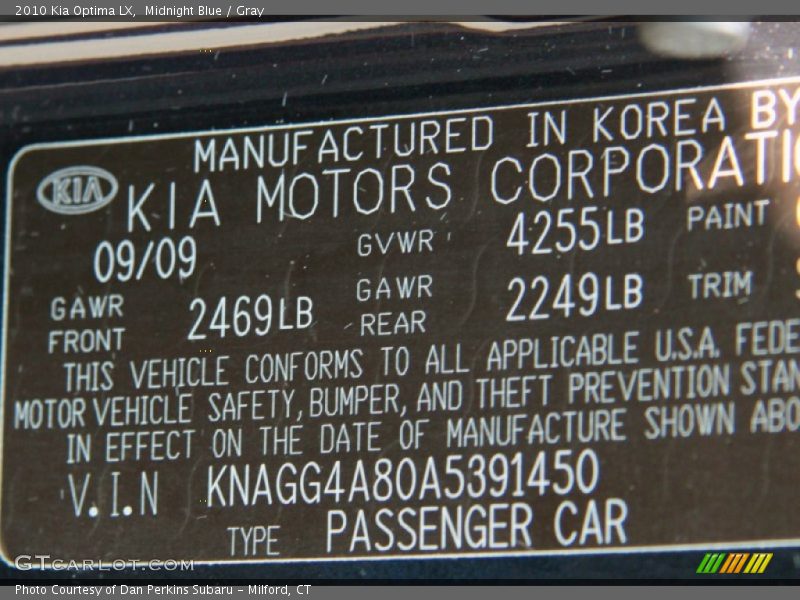 2010 Kia Optima LX,  Midnight Blue / Gray
MANUFACTURED IN KOREA BY
KIA KIA MOTORS CORPORATI
09/09 GVWR 4255LB PAINT
GAWR FRONT 2469LB GAWR REAR 2249LB TRIM
THIS VEHICLE CONFORMS TO ALL APPLICABLE U.S.A. FEDE
MOTOR VEHICLE SAFETY, BUMPER, AND THEFT PREVENTION STAN
IN EFFECT ON THE DATE OF MANUFACTURE SHOWN ABO
V.I.N KNAGG4A80A5391450
TYPE PASSENGER CAR
GTCARLOT.COM
Photo Courtesy of Dan Perkins Subaru - Milford, CT